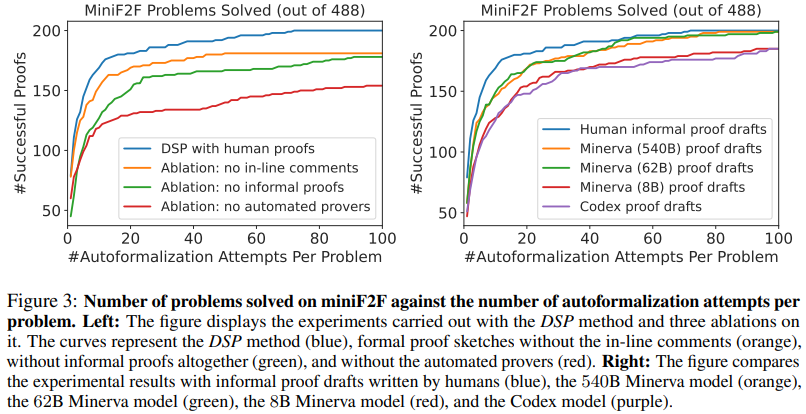 MiniF2F Problems Solved (out of 488)
200
150
100
50
#Successful Proofs
DSP with human proofs
Ablation: no in-line comments
Ablation: no informal proofs
Ablation: no automated provers
0 20 40 60 80 100
#Autoformalization Attempts Per Problem
MiniF2F Problems Solved (out of 488)
200
150
100
50
#Successful Proofs
Human informal proof drafts
Minerva (540B) proof drafts
Minerva (62B) proof drafts
Minerva (8B) proof drafts
Codex proof drafts
0 20 40 60 80 100
#Autoformalization Attempts Per Problem
Figure 3: Number of problems solved on miniF2F against the number of autoformalization attempts per
problem. Left: The figure displays the experiments carried out with the DSP method and three ablations on
it. The curves represent the DSP method (blue), formal proof sketches without the in-line comments (orange),
without informal proofs altogether (green), and without the automated provers (red). Right: The figure compares
the experimental results with informal proof drafts written by humans (blue), the 540B Minerva model (orange),
the 62B Minerva model (green), the 8B Minerva model (red), and the Codex model (purple).